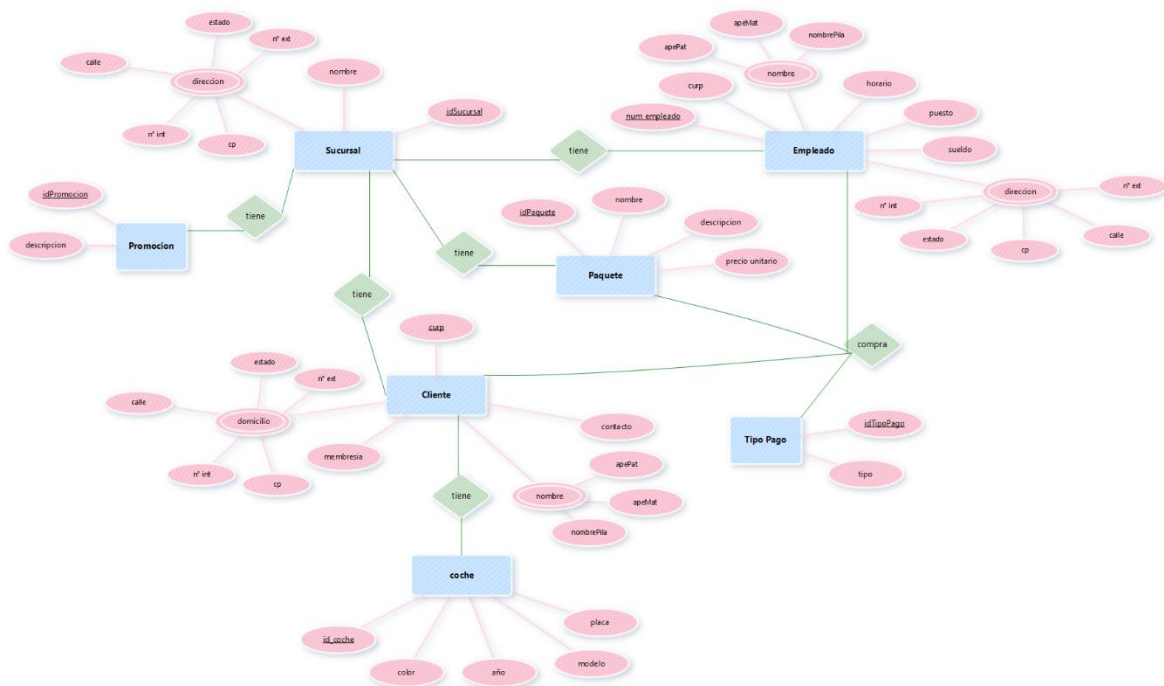 estado
n° ext
calle
direccion
n° int
cp
nombre
idSucursal
Sucursal
apeMat
nombrePila
apePat
nombre
curp
horario
num_empleado
puesto
sueldo
Empleado
tiene
direccion
n° ext
n° int
estado
cp
calle
idPromocion
descripcion
Promocion
tiene
tiene
idPaquete
nombre
descripcion
precio unitario
Paquete
tiene
compra
curp
estado
n° ext
calle
domicilio
n° int
cp
Cliente
membresia
contacto
apePat
nombre
apeMat
nombrePila
Tipo Pago
idTipoPago
tipo
tiene
coche
id_coche
color
año
modelo
placa